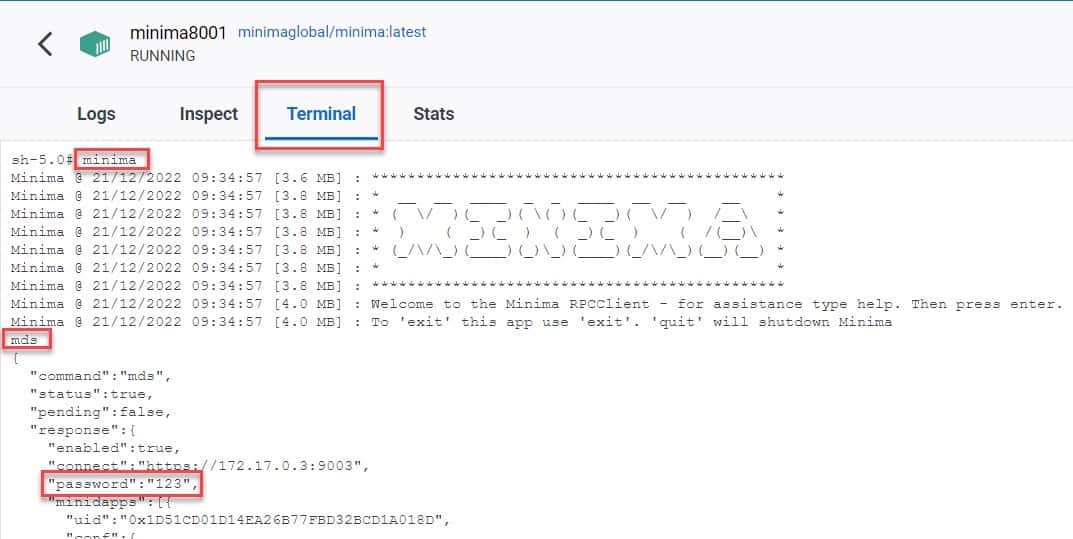 minima8001 minimaglobal/minima:latest
RUNNING
Logs Inspect Terminal Stats
sh-5.0# minima
Minima @ 21/12/2022 09:34:57 [3.6 MB] : **********************************************
Minima @ 21/12/2022 09:34:57 [3.8 MB] : *  __  __  ____  _  _  ____  __  __    __    *
Minima @ 21/12/2022 09:34:57 [3.8 MB] : * (  \/  )(_  _)( \( )(_  _)(  \/  )  /__\   *
Minima @ 21/12/2022 09:34:57 [3.8 MB] : *  )    (  _)(_  )  (  _)(_  )    (  /(__)\  *
Minima @ 21/12/2022 09:34:57 [3.8 MB] : * (_/\/\_)(____)(_)\_)(____)(_/\/\_)(__)(__) *
Minima @ 21/12/2022 09:34:57 [3.8 MB] : *                                            *
Minima @ 21/12/2022 09:34:57 [3.8 MB] : **********************************************
Minima @ 21/12/2022 09:34:57 [4.0 MB] : Welcome to the Minima RPCClient - for assistance type help. Then press enter.
Minima @ 21/12/2022 09:34:57 [4.0 MB] : To 'exit' this app use 'exit'. 'quit' will shutdown Minima
mds
{
"command":"mds",
"status":true,
"pending":false,
"response":{
"enabled":true,
"connect":"https://172.17.0.3:9003",
"password":"123",
"minidapps":[{
"uid":"0x1D51CD01D14EA26B77FBD32BCD1A018D",
"conf":{